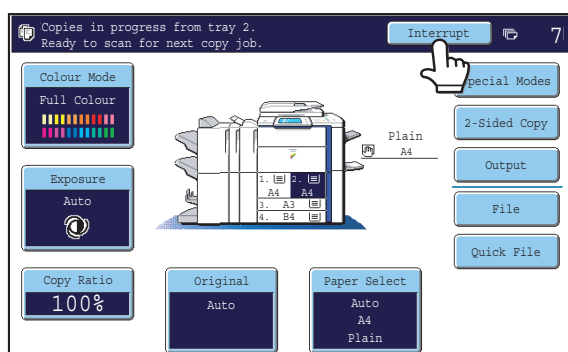 Copies in progress from tray 2.
Ready to scan for next copy job.
Interrupt
7
Colour Mode
Full Colour
Exposure
Auto
Copy Ratio
100%
Original
Auto
Paper Select
Auto
A4
Plain
Plain
A4
1.
A4
2.
A4
3. A3
4. B4
Special Modes
2-Sided Copy
Output
File
Quick File